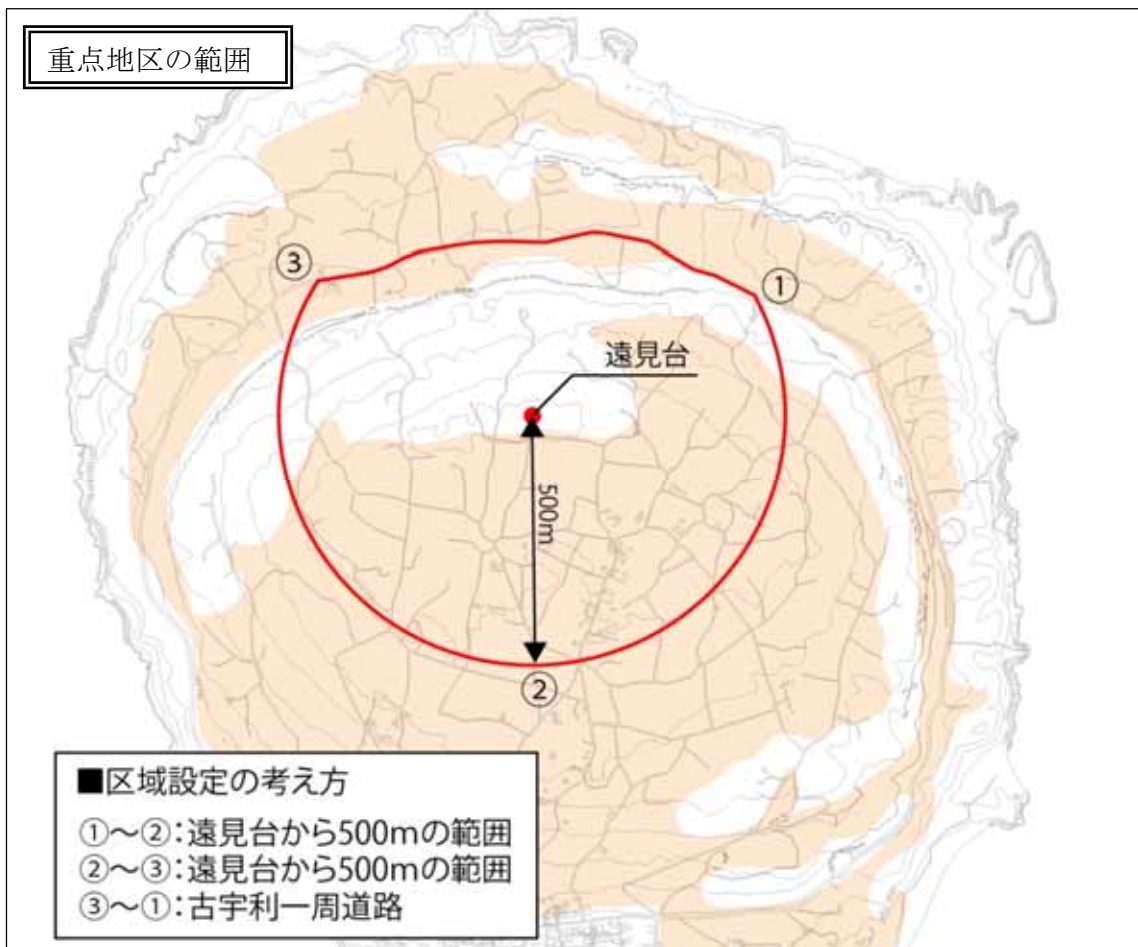 重点地区の範囲
③
①
遠見台
500m
②
■区域設定の考え方
①～②：遠見台から500mの範囲
②～③：遠見台から500mの範囲
③～①：古宇利一周道路